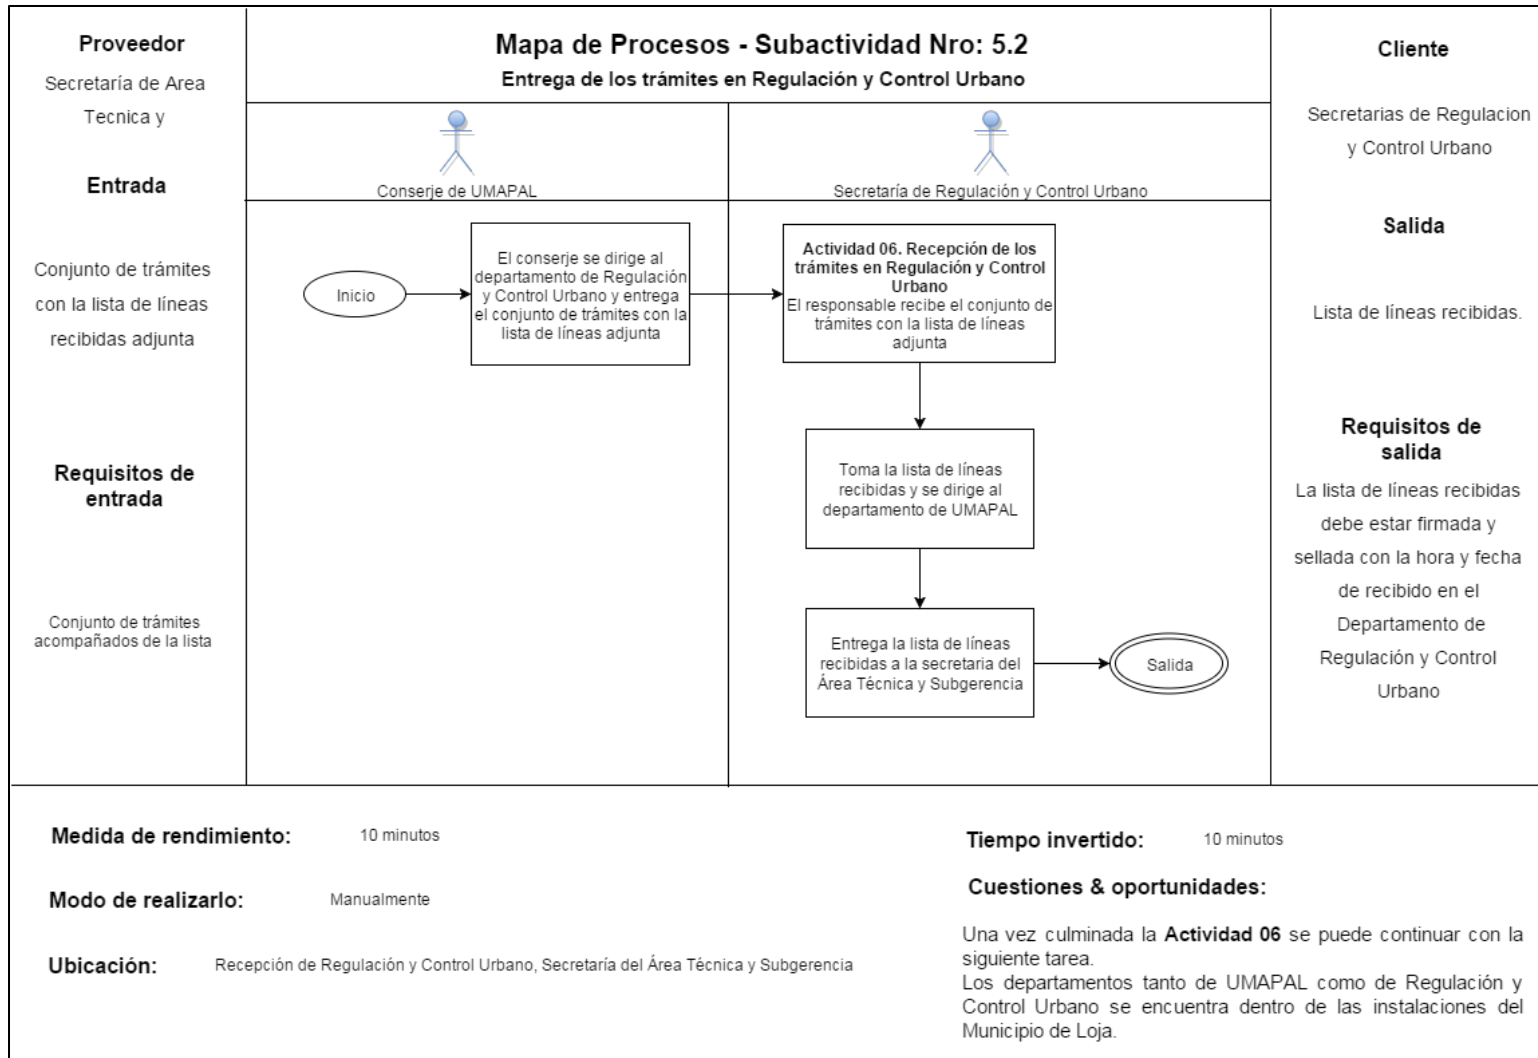 Proveedor
Secretaría de Area
Tecnica y
Entrada
Conjunto de trámites
con la lista de líneas
recibidas adjunta
Requisitos de
entrada
Conjunto de trámites
acompañados de la lista
Mapa de Procesos - Subactividad Nro: 5.2
Entrega de los trámites en Regulación y Control Urbano
Conserje de UMAPAL
Secretaría de Regulación y Control Urbano
Inicio
El conserje se dirige al
departamento de Regulación
y Control Urbano y entrega
el conjunto de trámites con la
lista de líneas adjunta
Actividad 06. Recepción de los
trámites en Regulación y Control
Urbano
El responsable recibe el conjunto de
trámites con la lista de líneas
adjunta
Toma la lista de líneas
recibidas y se dirige al
departamento de UMAPAL
Entrega la lista de líneas
recibidas a la secretaria del
Área Técnica y Subgerencia
Salida
Cliente
Secretarias de Regulacion
y Control Urbano
Salida
Lista de líneas recibidas.
Requisitos de
salida
La lista de líneas recibidas
debe estar firmada y
sellada con la hora y fecha
de recibido en el
Departamento de
Regulación y Control
Urbano
Medida de rendimiento: 10 minutos
Modo de realizarlo: Manualmente
Ubicación: Recepción de Regulación y Control Urbano, Secretaría del Área Técnica y Subgerencia
Tiempo invertido: 10 minutos
Cuestiones & oportunidades:
Una vez culminada la Actividad 06 se puede continuar con la
siguiente tarea.
Los departamentos tanto de UMAPAL como de Regulación y
Control Urbano se encuentra dentro de las instalaciones del
Municipio de Loja.